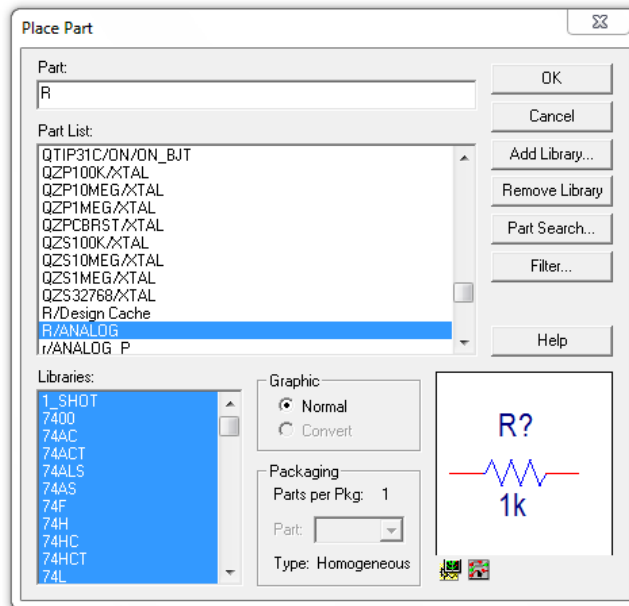 Place Part
Part:
R
Part List:
QTIP31C/ON/ON_BJT
QZP100K/XTAL
QZP10MEG/XTAL
QZP1MEG/XTAL
QZPCBRST/XTAL
QZS100K/XTAL
QZS10MEG/XTAL
QZS1MEG/XTAL
QZS32768/XTAL
R/Design Cache
R/ANALOG
r/ANALOG_P
OK
Cancel
Add Library...
Remove Library
Part Search...
Filter...
Help
Libraries:
1_SHOT
7400
74AC
74ACT
74ALS
74AS
74F
74H
74HC
74HCT
74L
Graphic
Normal
Convert
Packaging
Parts per Pkg: 1
Part:
Type: Homogeneous
R?
1k